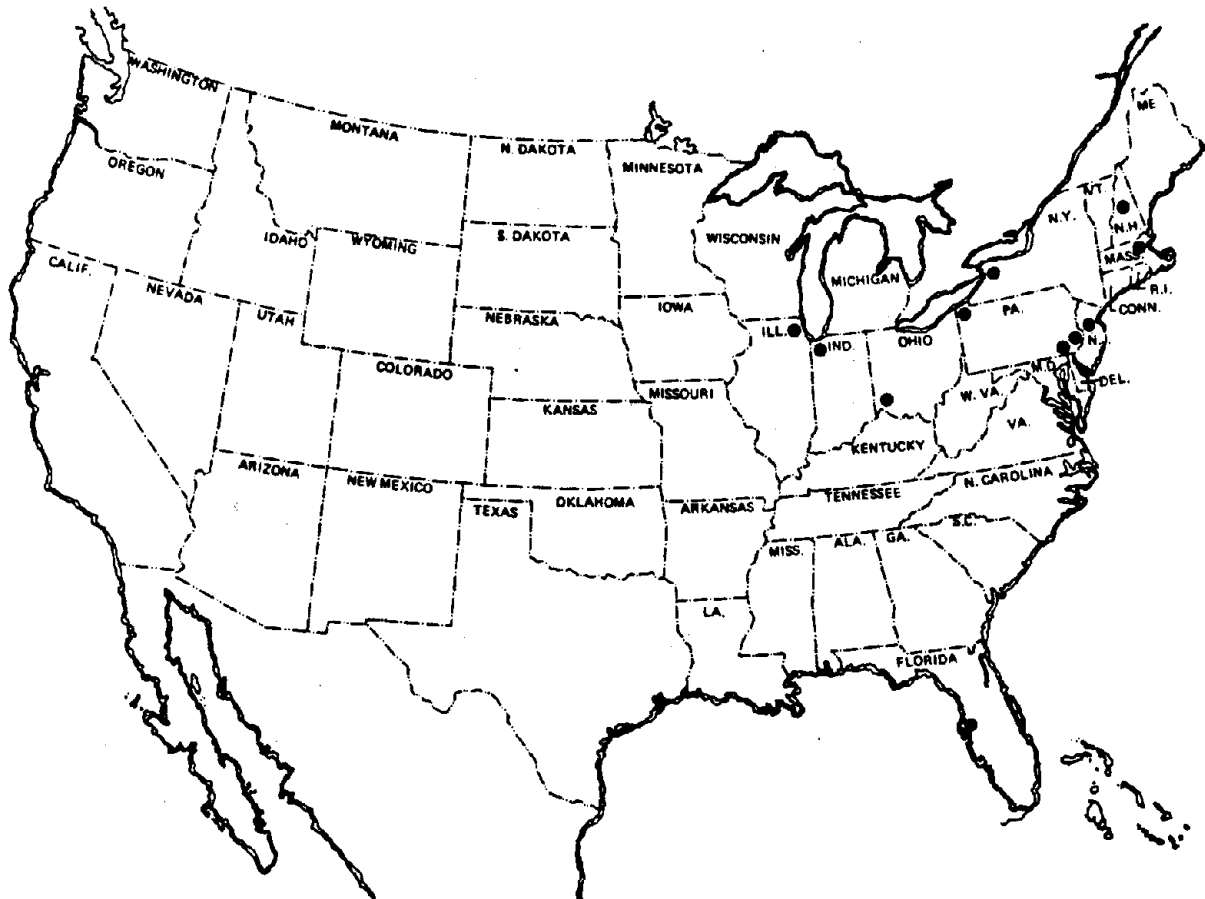 WASHINGTON
MONTANA
N. DAKOTA
MINNESOTA
ME
OREGON
VT.
N.Y.
N.H.
IDAHO
WYOMING
S. DAKOTA
WISCONSIN
MASS.
CALIF.
NEVADA
MICHIGAN
R.I.
UTAH
NEBRASKA
IOWA
CONN.
ILL.
IND.
OHIO
PA.
N.J.
COLORADO
M.D.
DEL.
KANSAS
MISSOURI
W. VA.
VA.
KENTUCKY
ARIZONA
NEW MEXICO
TEXAS
OKLAHOMA
ARKANSAS
TENNESSEE
N. CAROLINA
S.C.
MISS.
ALA.
GA.
LA.
FLORIDA